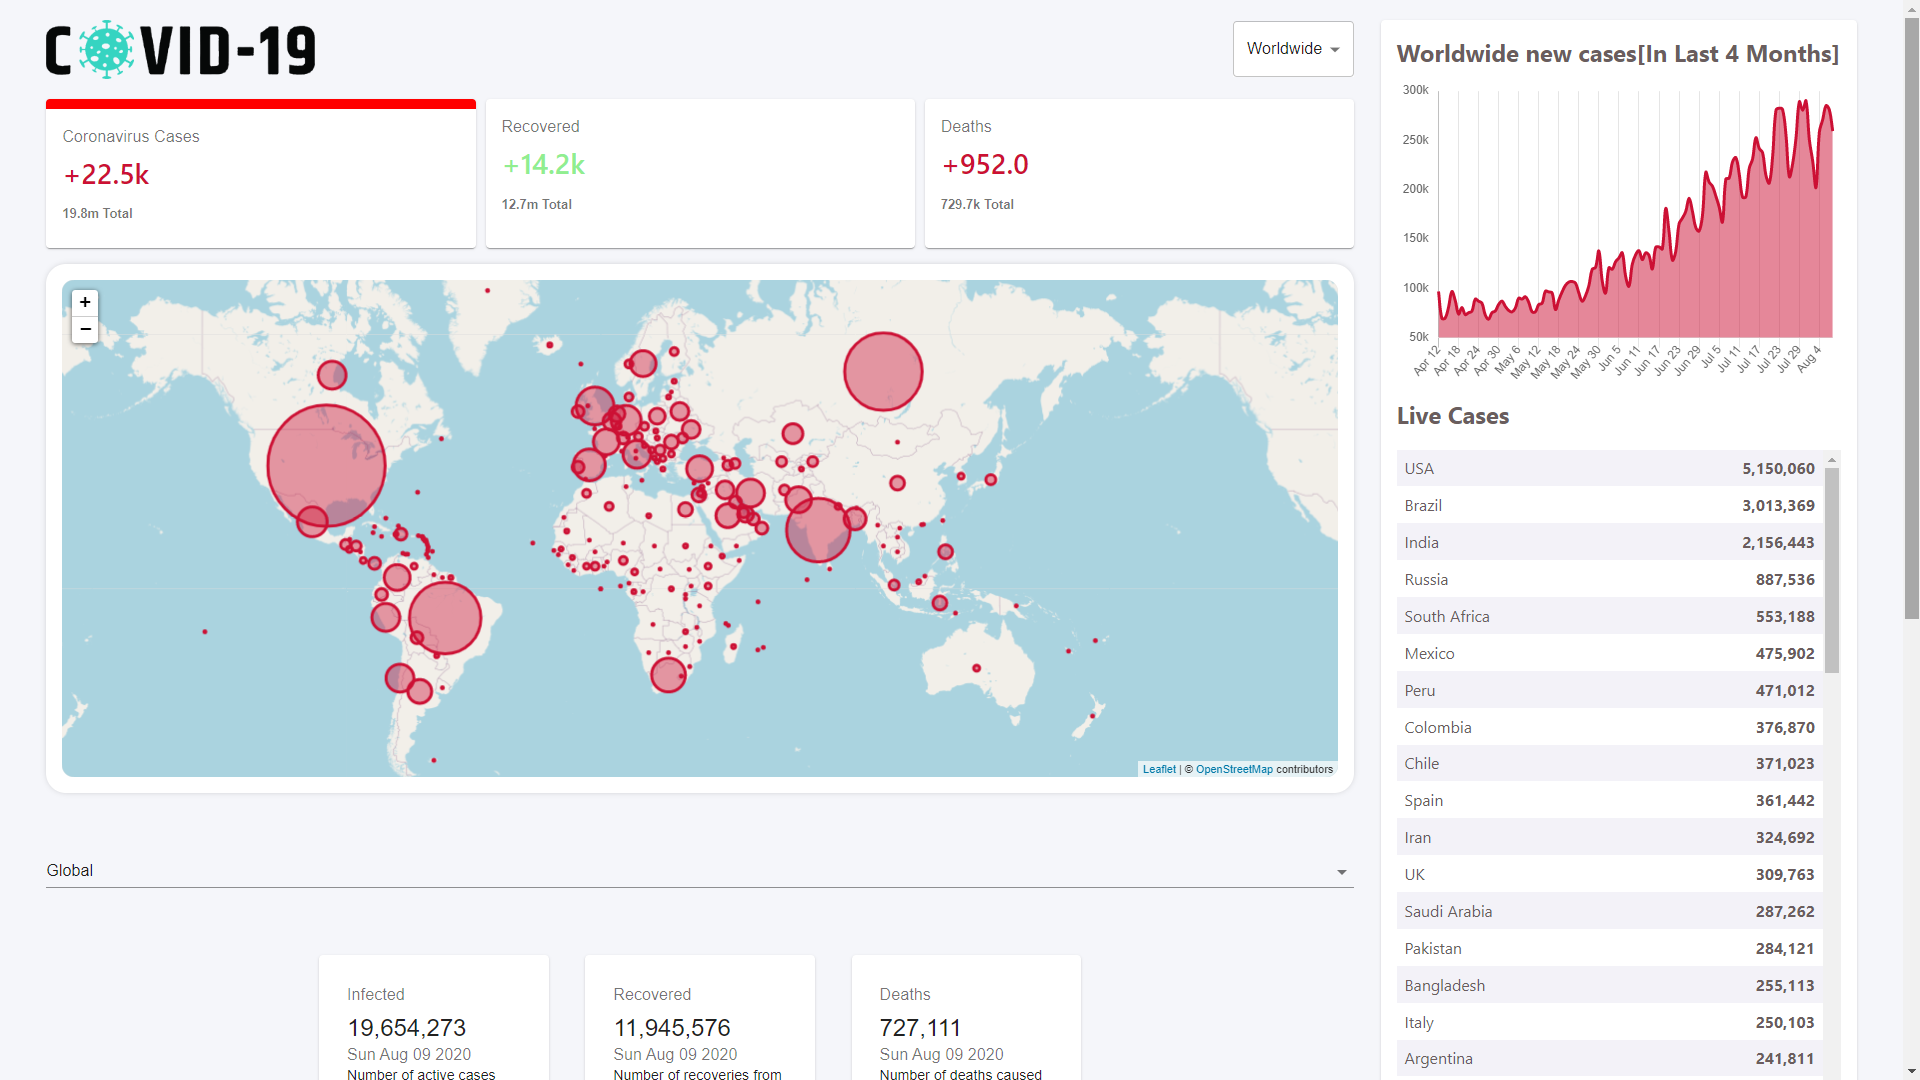 COVID-19
Worldwide
Coronavirus Cases
+22.5k
19.8m Total
Recovered
+14.2k
12.7m Total
Deaths
+952.0
729.7k Total
+
−
Leaflet | © OpenStreetMap contributors
Global
Infected
19,654,273
Sun Aug 09 2020
Number of active cases
Recovered
11,945,576
Sun Aug 09 2020
Number of recoveries from
Deaths
727,111
Sun Aug 09 2020
Number of deaths caused
Worldwide new cases[In Last 4 Months]
300k
250k
200k
150k
100k
50k
Apr 12
Apr 18
Apr 24
Apr 30
May 6
May 12
May 18
May 24
May 30
Jun 5
Jun 11
Jun 17
Jun 23
Jun 29
Jul 5
Jul 11
Jul 17
Jul 23
Jul 29
Aug 4
Live Cases
USA 5,150,060
Brazil 3,013,369
India 2,156,443
Russia 887,536
South Africa 553,188
Mexico 475,902
Peru 471,012
Colombia 376,870
Chile 371,023
Spain 361,442
Iran 324,692
UK 309,763
Saudi Arabia 287,262
Pakistan 284,121
Bangladesh 255,113
Italy 250,103
Argentina 241,811